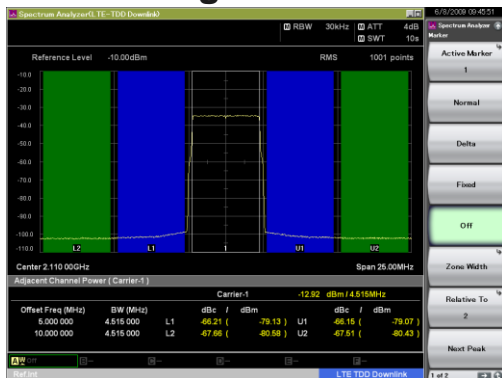 Spectrum Analyzer(LTE-TDD Downlink)
6/8/2009 09:45:51
RBW 30kHz ATT 4dB
SWT 10s
Reference Level -10.00dBm RMS 1001 points
-10.0
-20.0
-30.0
-40.0
-50.0
-60.0
-70.0
-80.0
-90.0
-100.0
-110.0
L2 L1 1 U1 U2
Center 2.110 00GHz Span 25.00MHz
Adjacent Channel Power ( Carrier-1 )
Carrier-1 -12.92 dBm / 4.515MHz
Offset Freq (MHz) BW (MHz) dBc / dBm dBc / dBm
5.000 000 4.515 000 L1 -66.21 ( -79.13 ) U1 -66.15 ( -79.07 )
10.000 000 4.515 000 L2 -67.66 ( -80.58 ) U2 -67.51 ( -80.43 )
Off
Ref.Int LTE TDD Downlink
Spectrum Analyzer
Marker
Active Marker
1
Normal
Delta
Fixed
Off
Zone Width
Relative To
2
Next Peak
1 of 2